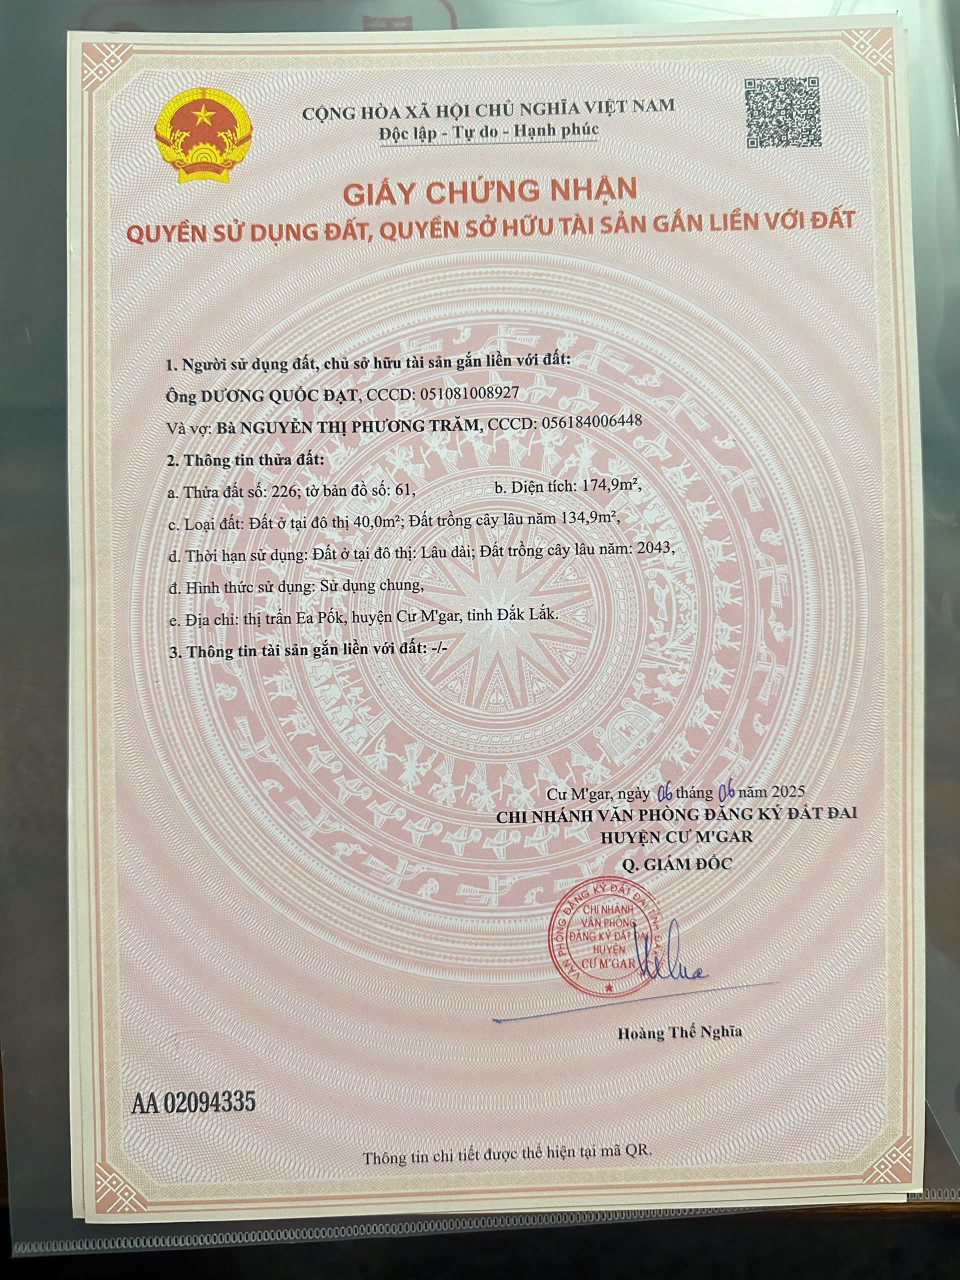 CỘNG HÒA XÃ HỘI CHỦ NGHĨA VIỆT NAM
Độc lập - Tự do - Hạnh phúc
GIẤY CHỨNG NHẬN
QUYỀN SỬ DỤNG ĐẤT, QUYỀN SỞ HỮU TÀI SẢN GẮN LIỀN VỚI ĐẤT
1. Người sử dụng đất, chủ sở hữu tài sản gắn liền với đất:
Ông DƯƠNG QUỐC ĐẠT, CCCD: 051081008927
Và vợ: Bà NGUYỄN THỊ PHƯƠNG TRĂM, CCCD: 056184006448
2. Thông tin thửa đất:
a. Thửa đất số: 226; tờ bản đồ số: 61, b. Diện tích: 174,9m²,
c. Loại đất: Đất ở tại đô thị 40,0m²; Đất trồng cây lâu năm 134,9m²,
d. Thời hạn sử dụng: Đất ở tại đô thị: Lâu dài; Đất trồng cây lâu năm: 2043,
đ. Hình thức sử dụng: Sử dụng chung,
e. Địa chỉ: thị trấn Ea Pốk, huyện Cư M'gar, tỉnh Đắk Lắk.
3. Thông tin tài sản gắn liền với đất: -/-
Cư M'gar, ngày 06 tháng 06 năm 2025
CHI NHÁNH VĂN PHÒNG ĐĂNG KÝ ĐẤT ĐAI
HUYỆN CƯ M'GAR
Q. GIÁM ĐỐC
VĂN PHÒNG ĐĂNG KÝ ĐẤT ĐAI TỈNH
CHI NHÁNH
VĂN PHÒNG
ĐĂNG KÝ ĐẤT ĐAI
HUYỆN
CƯ M'GAR
Hoàng Thế Nghĩa
AA 02094335
Thông tin chi tiết được thể hiện tại mã QR.